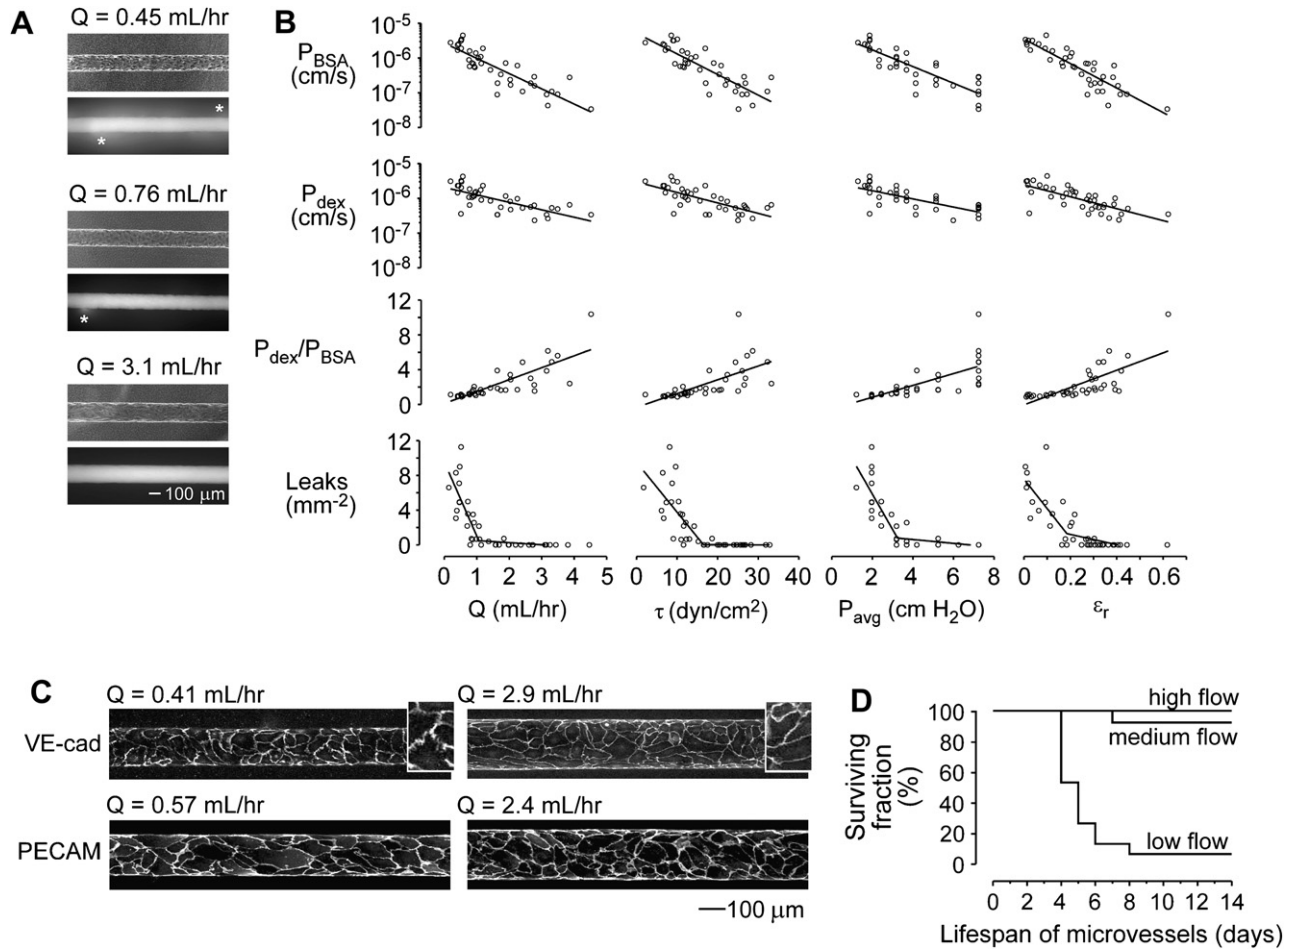 A
Q = 0.45 mL/hr
*
*
Q = 0.76 mL/hr
*
Q = 3.1 mL/hr
100 μm
B
P_BSA
(cm/s)
10^-5
10^-6
10^-7
10^-8
P_dex
(cm/s)
10^-5
10^-6
10^-7
10^-8
P_dex/P_BSA
12
8
4
0
Leaks
(mm^-2)
12
8
4
0
0 1 2 3 4 5
Q (mL/hr)
0 10 20 30 40
τ (dyn/cm²)
0 2 4 6 8
P_avg (cm H₂O)
0 0.2 0.4 0.6
ε_r
C
Q = 0.41 mL/hr
Q = 2.9 mL/hr
VE-cad
Q = 0.57 mL/hr
Q = 2.4 mL/hr
PECAM
100 μm
D
high flow
medium flow
low flow
Surviving
fraction
(%)
100
80
60
40
20
0
0 2 4 6 8 10 12 14
Lifespan of microvessels (days)